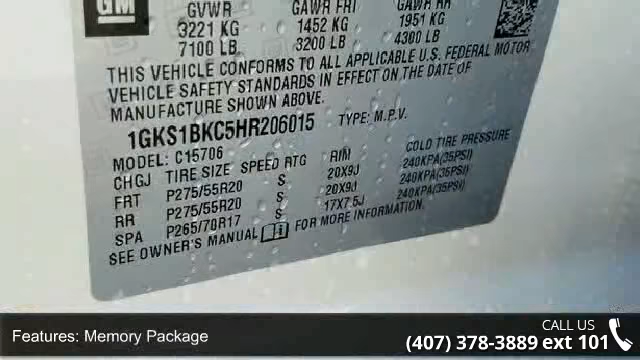 GM
GVWR GAWR FRT GAWR RR
3221 KG 1452 KG 1951 KG
7100 LB 3200 LB 4300 LB
THIS VEHICLE CONFORMS TO ALL APPLICABLE U.S. FEDERAL MOTOR
VEHICLE SAFETY STANDARDS IN EFFECT ON THE DATE OF
MANUFACTURE SHOWN ABOVE.
1GKS1BKC5HR206015 TYPE: M.P.V.
MODEL: C15706
CHGJ TIRE SIZE SPEED RTG RIM COLD TIRE PRESSURE
FRT P275/55R20 S 20X9J 240KPA(35PSI)
RR P275/55R20 S 20X9J 240KPA(35PSI)
SPA P265/70R17 S 17X7.5J 240KPA(35PSI)
SEE OWNER'S MANUAL FOR MORE INFORMATION.
Features: Memory Package
CALL US
(407) 378-3889 ext 101